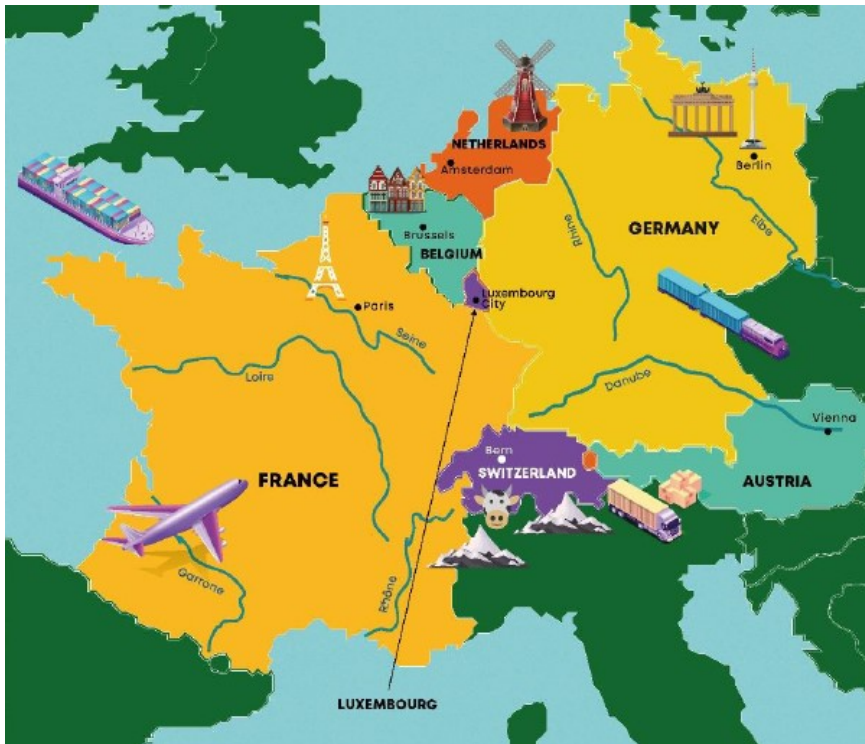 NETHERLANDS
Amsterdam
Berlin
Brussels
BELGIUM
Rhine
GERMANY
Elbe
Luxembourg
City
Paris
Seine
Loire
Danube
Vienna
Bern
SWITZERLAND
AUSTRIA
FRANCE
Garrone
Rhône
LUXEMBOURG